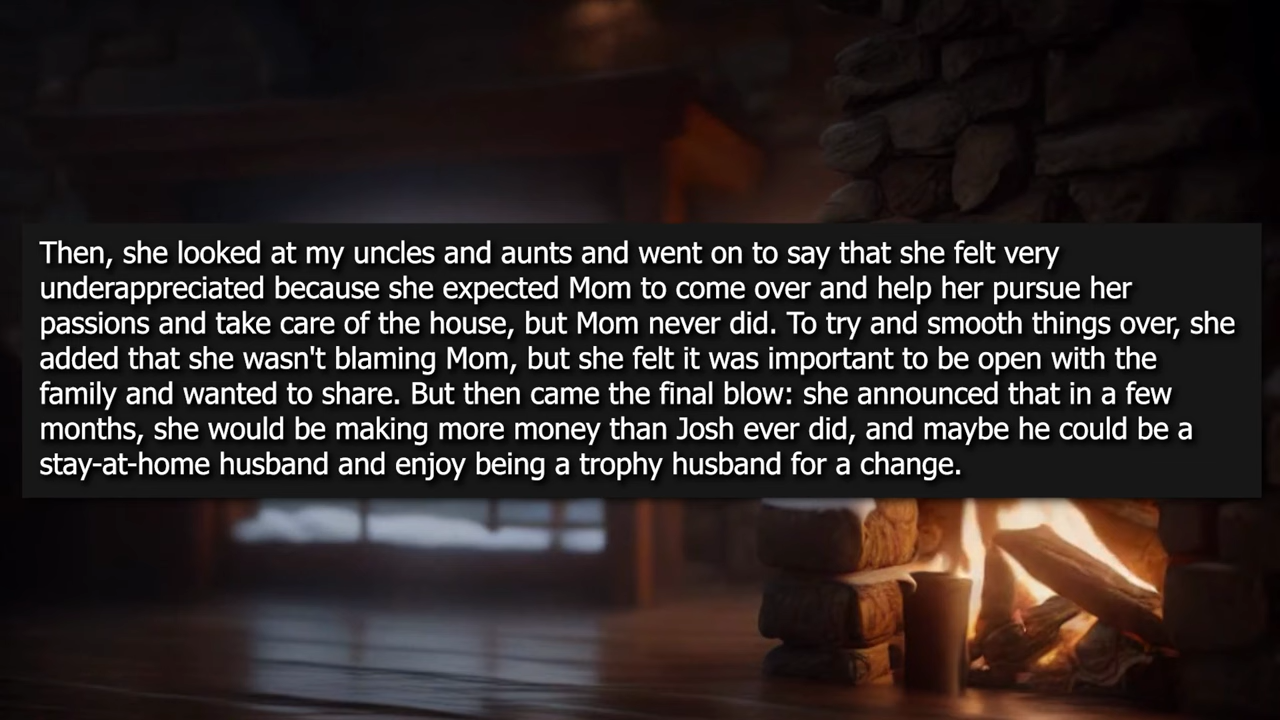 Then, she looked at my uncles and aunts and went on to say that she felt very
underappreciated because she expected Mom to come over and help her pursue her
passions and take care of the house, but Mom never did. To try and smooth things over, she
added that she wasn't blaming Mom, but she felt it was important to be open with the
family and wanted to share. But then came the final blow: she announced that in a few
months, she would be making more money than Josh ever did, and maybe he could be a
stay-at-home husband and enjoy being a trophy husband for a change.